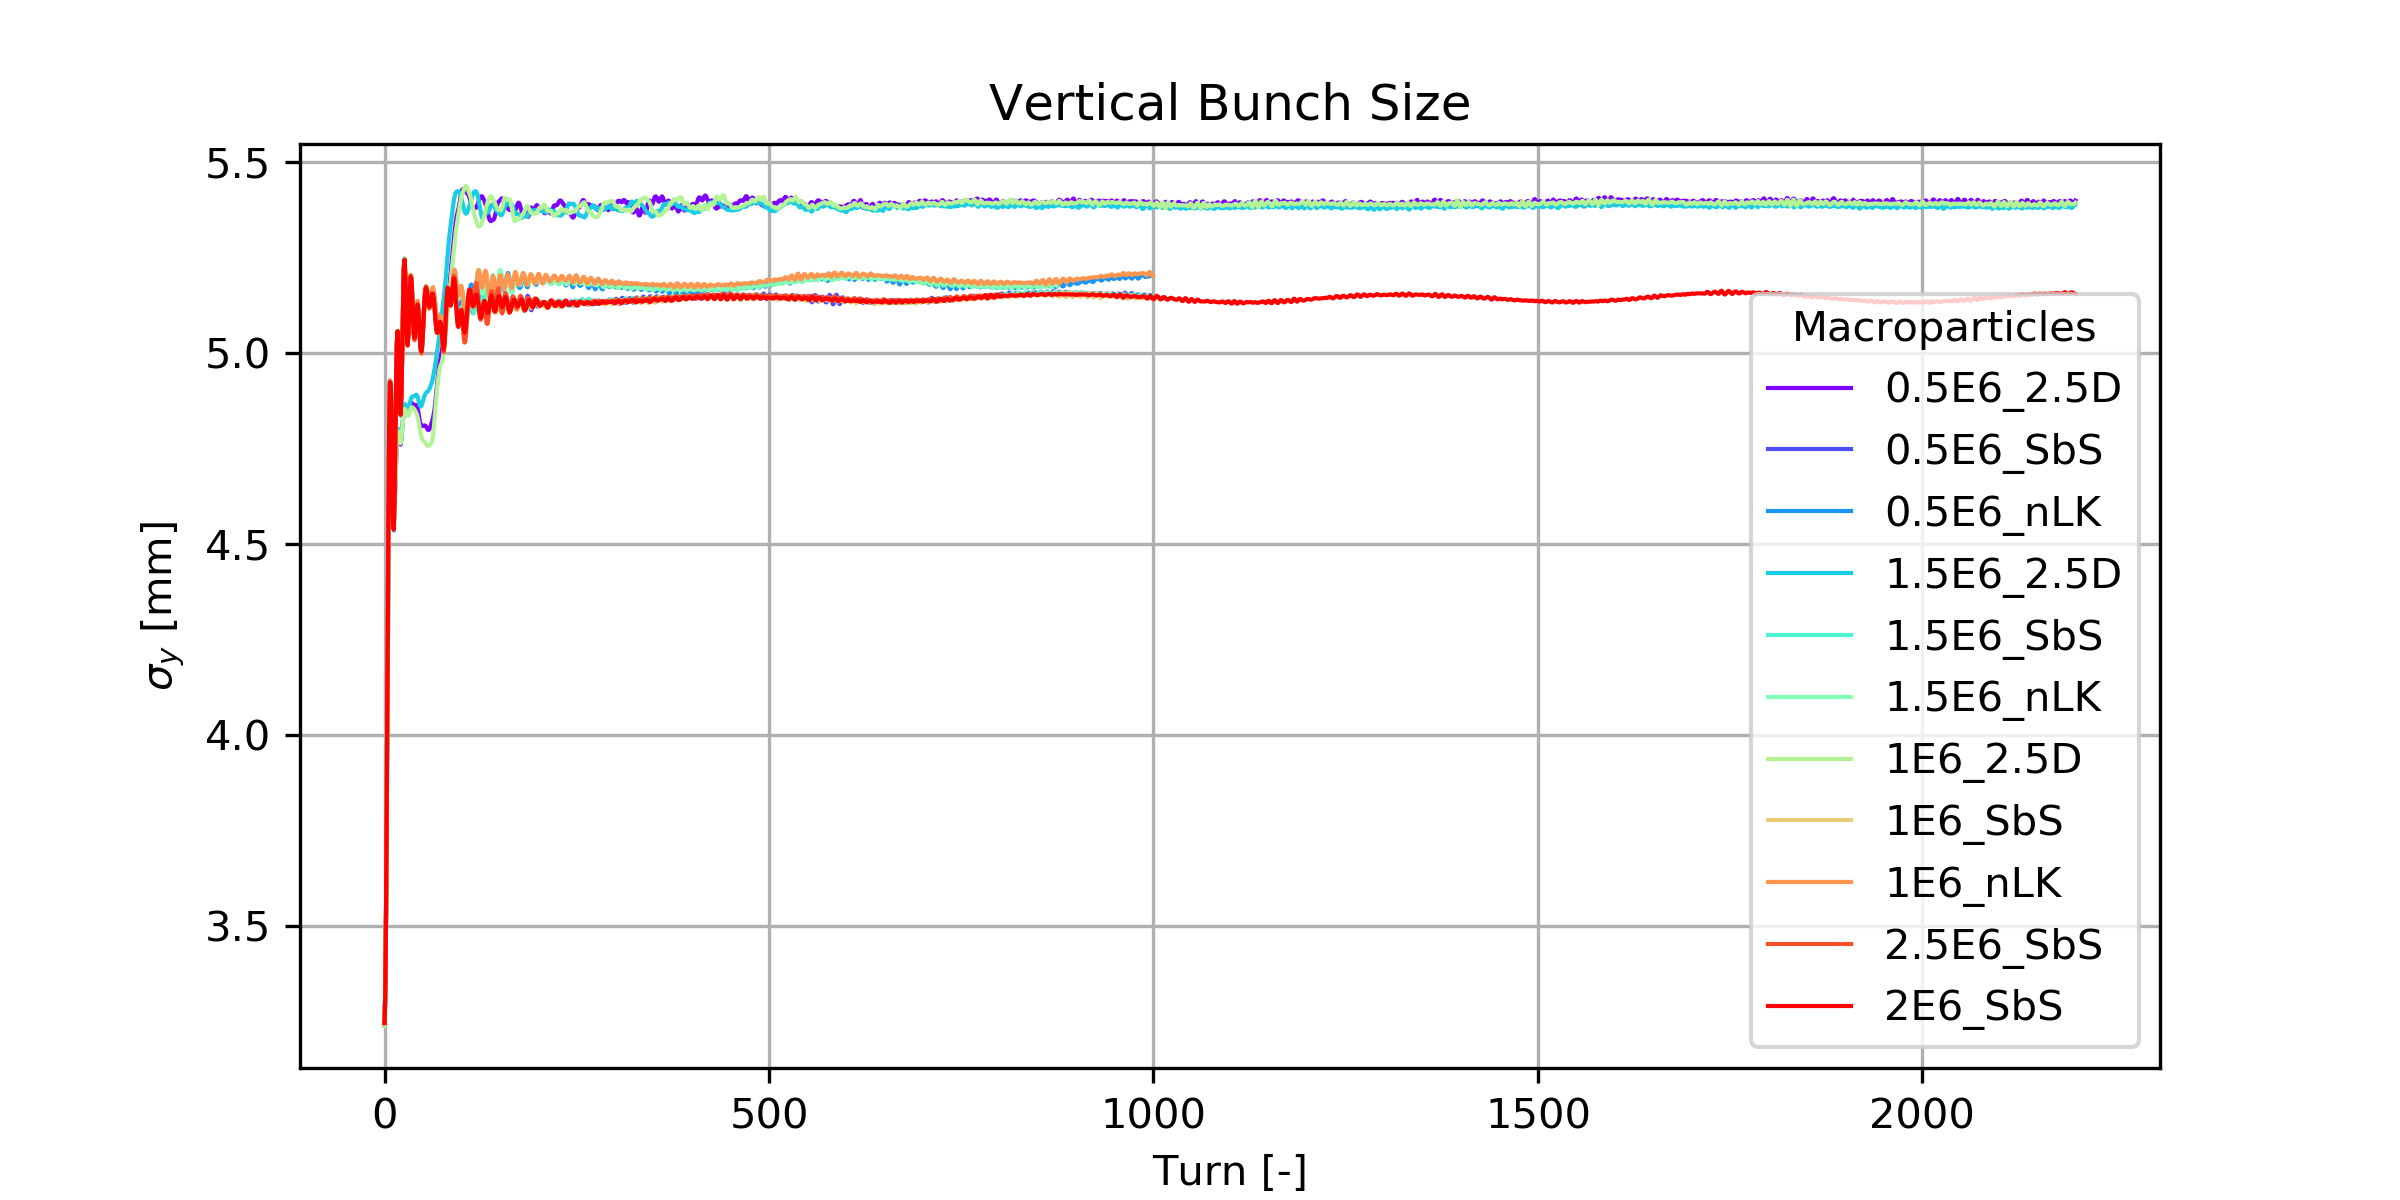 Vertical Bunch Size
5.5
5.0
4.5
4.0
3.5
σy [mm]
0
500
1000
1500
2000
Turn [-]
Macroparticles
0.5E6_2.5D
0.5E6_SbS
0.5E6_nLK
1.5E6_2.5D
1.5E6_SbS
1.5E6_nLK
1E6_2.5D
1E6_SbS
1E6_nLK
2.5E6_SbS
2E6_SbS